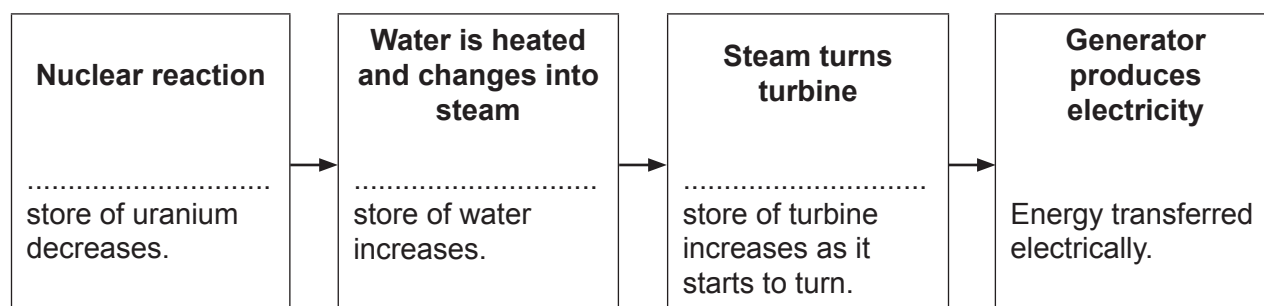 Nuclear reaction
.............................
store of uranium
decreases.
Water is heated
and changes into
steam
.............................
store of water
increases.
Steam turns
turbine
.............................
store of turbine
increases as it
starts to turn.
Generator
produces
electricity
Energy transferred
electrically.